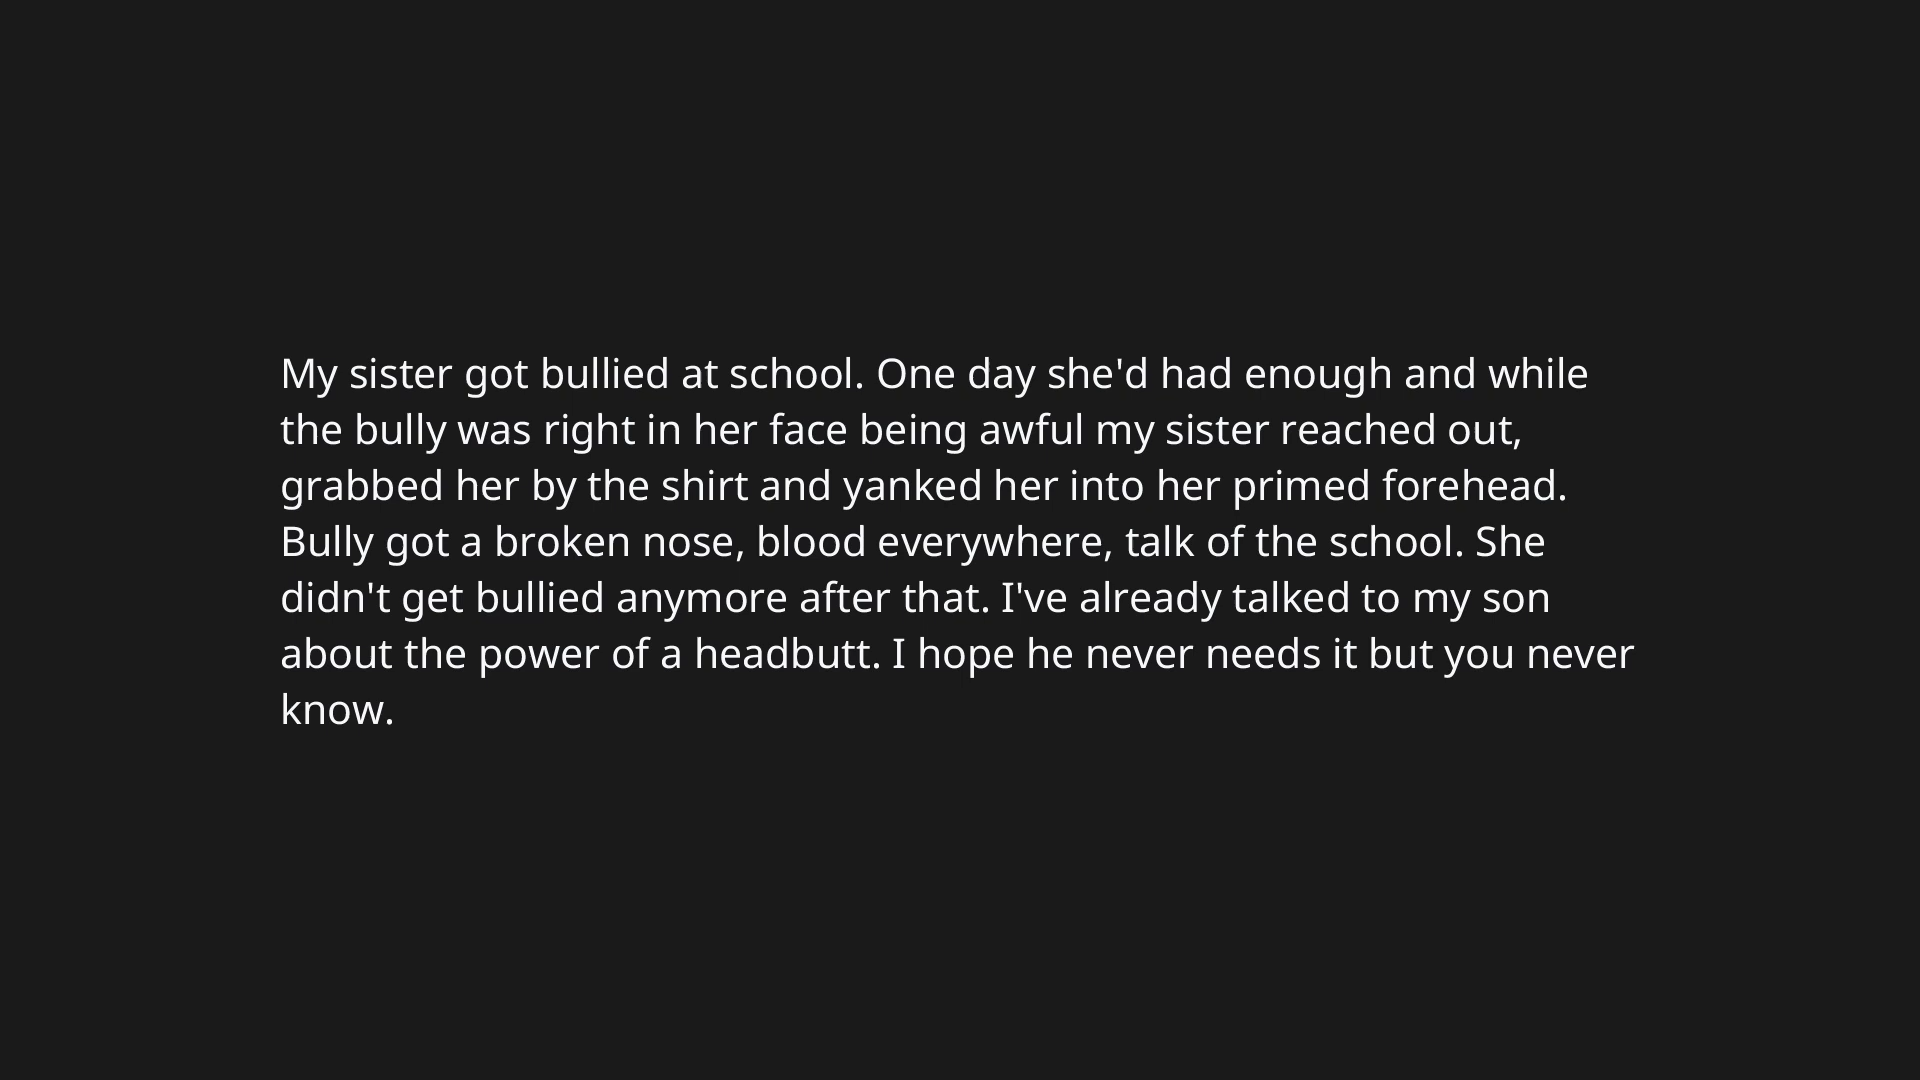 My sister got bullied at school. One day she'd had enough and while
the bully was right in her face being awful my sister reached out,
grabbed her by the shirt and yanked her into her primed forehead.
Bully got a broken nose, blood everywhere, talk of the school. She
didn't get bullied anymore after that. I've already talked to my son
about the power of a headbutt. I hope he never needs it but you never
know.